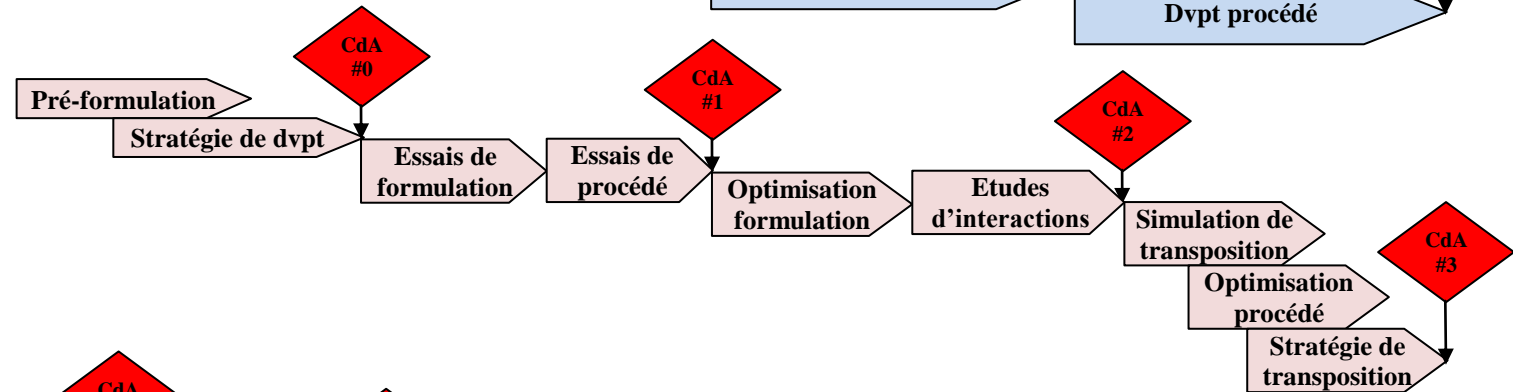 Dvpt procédé
CdA
#0
CdA
#1
Pré-formulation
Stratégie de dvpt
CdA
#2
Essais de
formulation
Essais de
procédé
Optimisation
formulation
Etudes
d’interactions
Simulation de
transposition
CdA
#3
Optimisation
procédé
Stratégie de
transposition
CdA